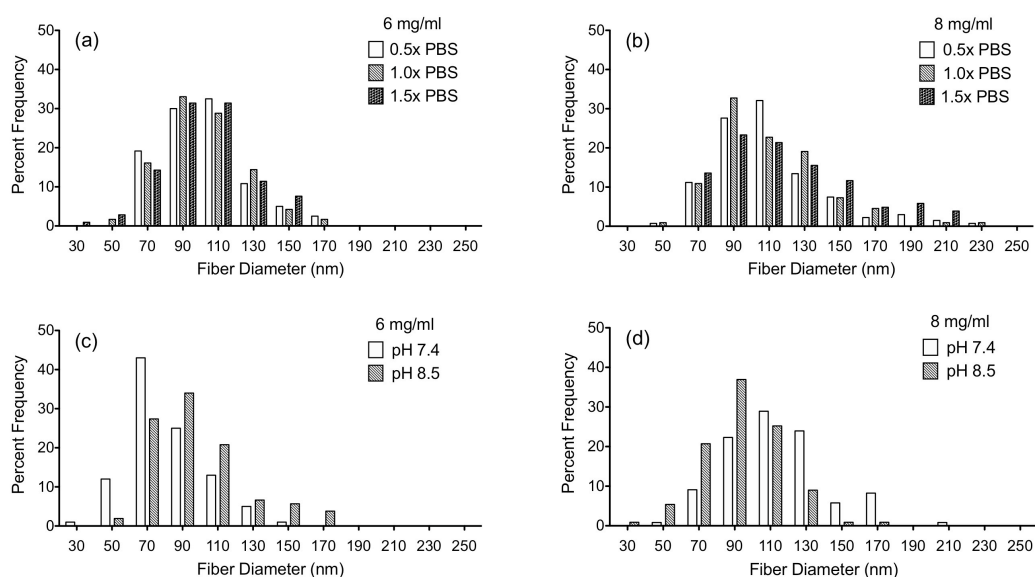 (a)
6 mg/ml
0.5x PBS
1.0x PBS
1.5x PBS
Percent Frequency
50
40
30
20
10
0
30 50 70 90 110 130 150 170 190 210 230 250
Fiber Diameter (nm)
(b)
8 mg/ml
0.5x PBS
1.0x PBS
1.5x PBS
Percent Frequency
50
40
30
20
10
0
30 50 70 90 110 130 150 170 190 210 230 250
Fiber Diameter (nm)
(c)
6 mg/ml
pH 7.4
pH 8.5
Percent Frequency
50
40
30
20
10
0
30 50 70 90 110 130 150 170 190 210 230 250
Fiber Diameter (nm)
(d)
8 mg/ml
pH 7.4
pH 8.5
Percent Frequency
50
40
30
20
10
0
30 50 70 90 110 130 150 170 190 210 230 250
Fiber Diameter (nm)